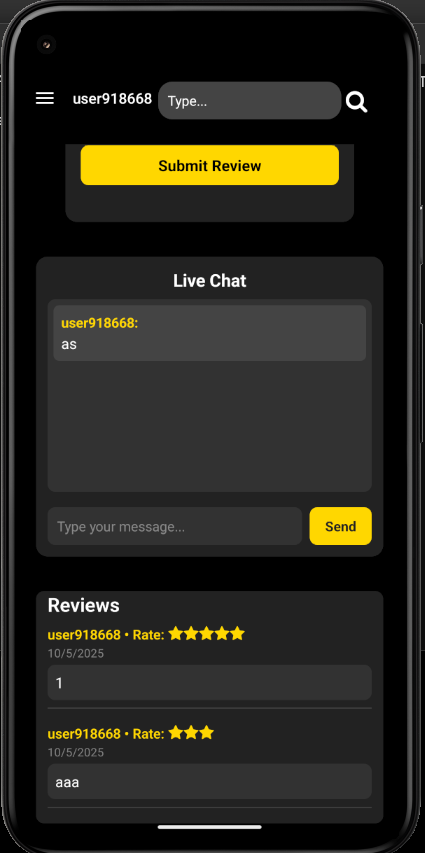 user918668 Type...
Submit Review
Live Chat
user918668:
as
Type your message... Send
Reviews
user918668 • Rate: ★★★★★
10/5/2025
1
user918668 • Rate: ★★★
10/5/2025
aaa